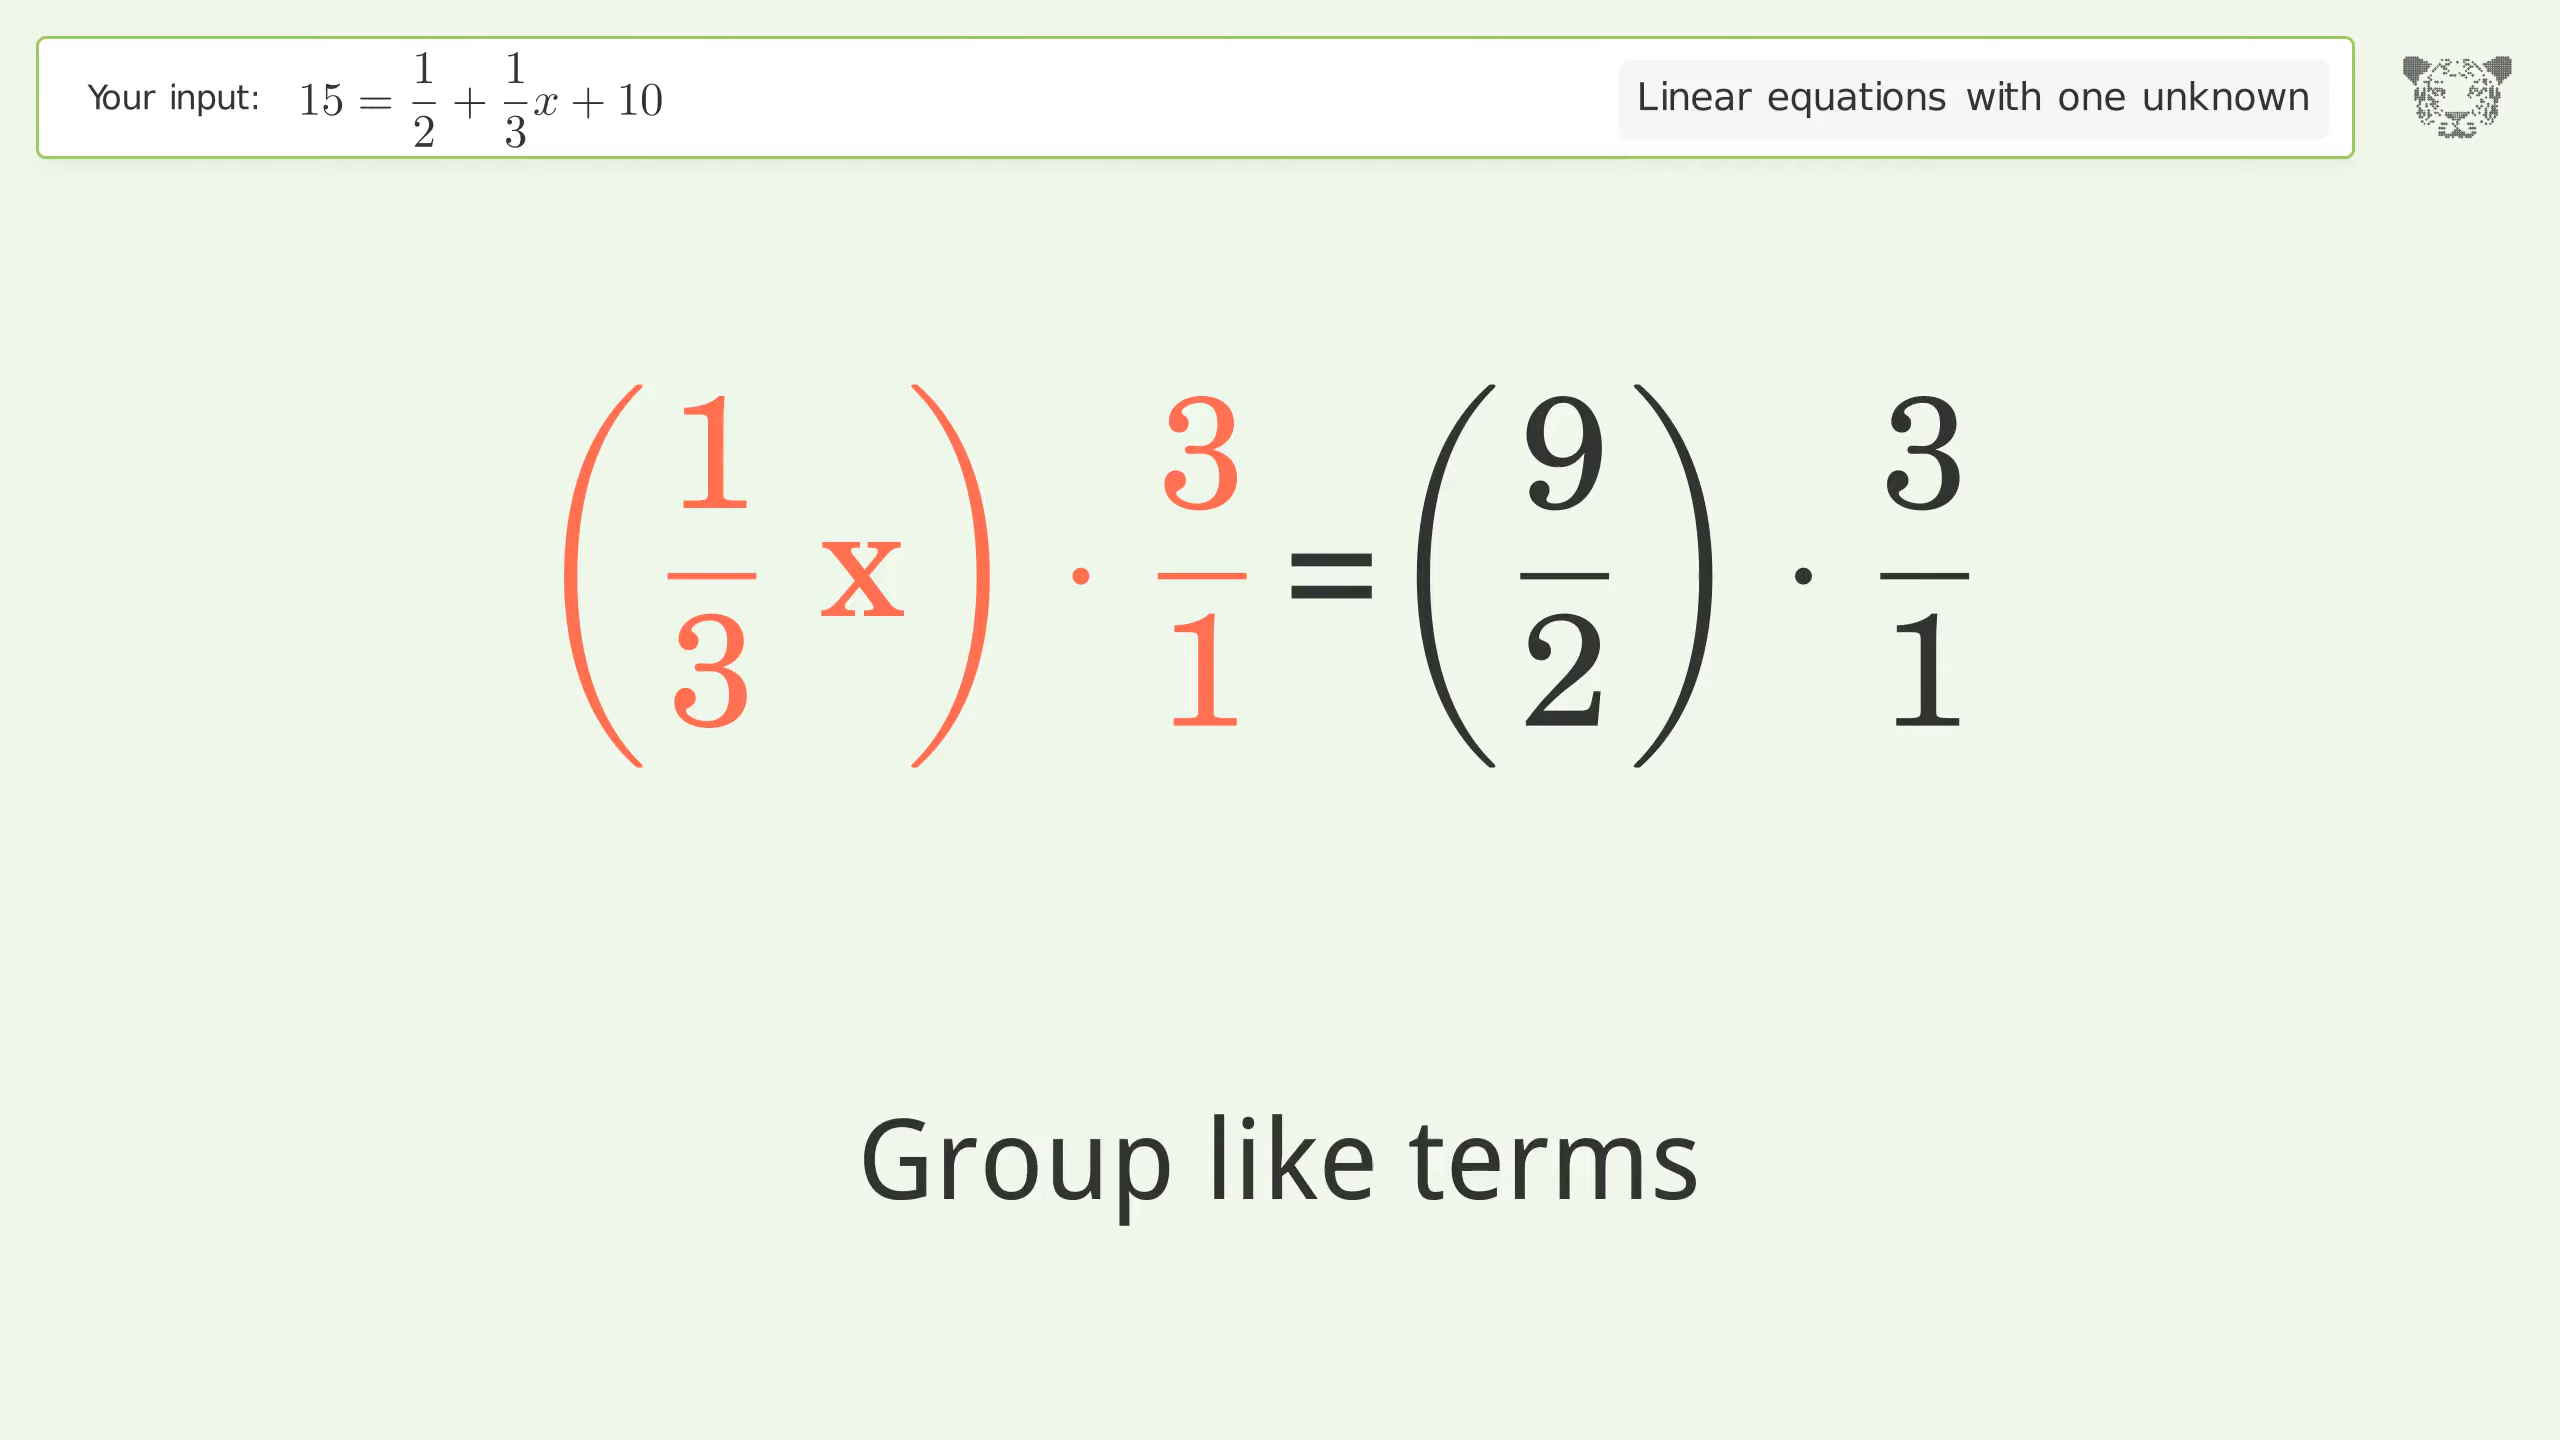 Your input: 15 = 1/2 + 1/3 x + 10
Linear equations with one unknown
(1/3 x) · 3/1 = (9/2) · 3/1
Group like terms